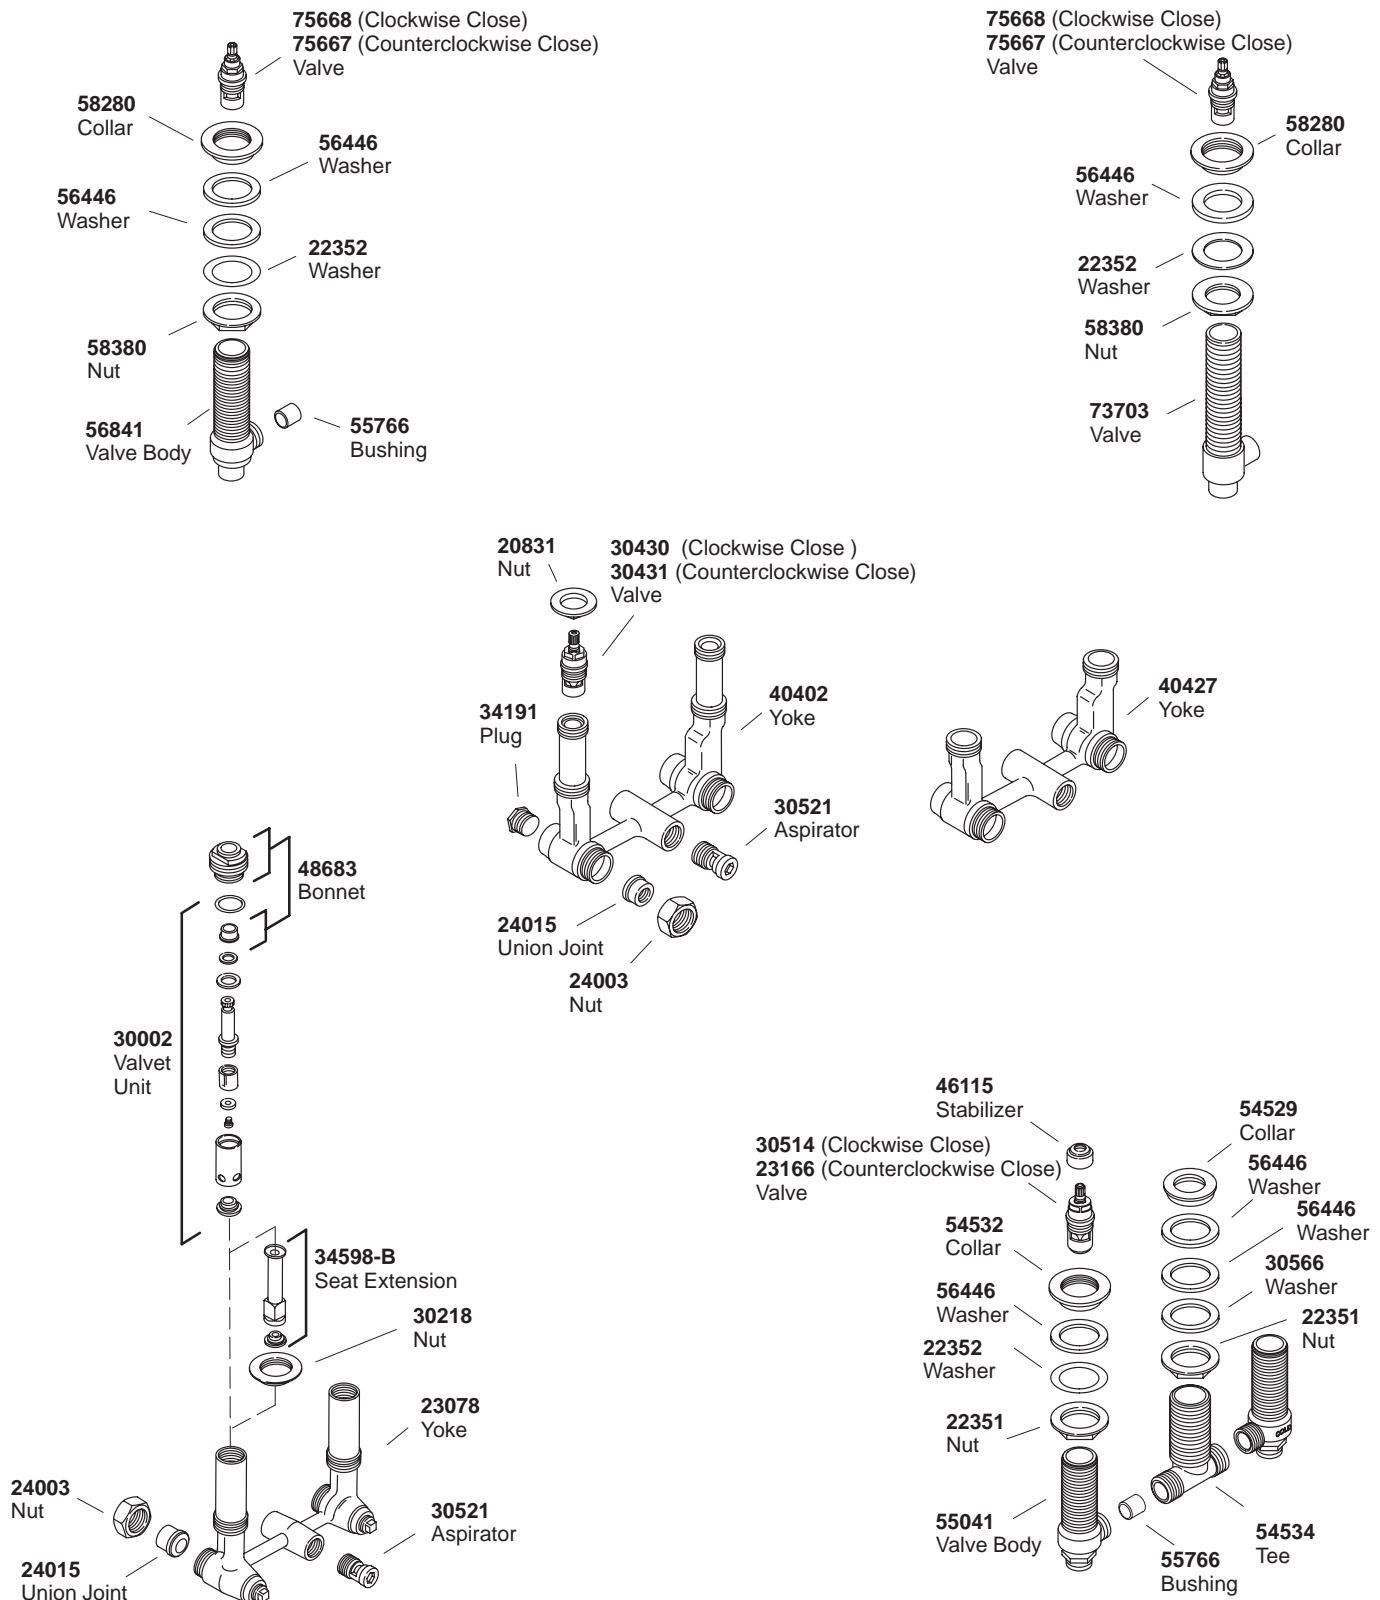 75668 (Clockwise Close)
75667 (Counterclockwise Close)
Valve
58280
Collar
56446
Washer
56446
Washer
22352
Washer
58380
Nut
56841
Valve Body
55766
Bushing
75668 (Clockwise Close)
75667 (Counterclockwise Close)
Valve
58280
Collar
56446
Washer
22352
Washer
58380
Nut
73703
Valve
20831
Nut
30430 (Clockwise Close )
30431 (Counterclockwise Close)
Valve
34191
Plug
40402
Yoke
30521
Aspirator
24015
Union Joint
24003
Nut
40427
Yoke
48683
Bonnet
30002
Valvet
Unit
34598-B
Seat Extension
30218
Nut
23078
Yoke
24003
Nut
24015
Union Joint
30521
Aspirator
46115
Stabilizer
30514 (Clockwise Close)
23166 (Counterclockwise Close)
Valve
54532
Collar
56446
Washer
22352
Washer
22351
Nut
55041
Valve Body
54529
Collar
56446
Washer
56446
Washer
30566
Washer
22351
Nut
55766
Bushing
54534
Tee